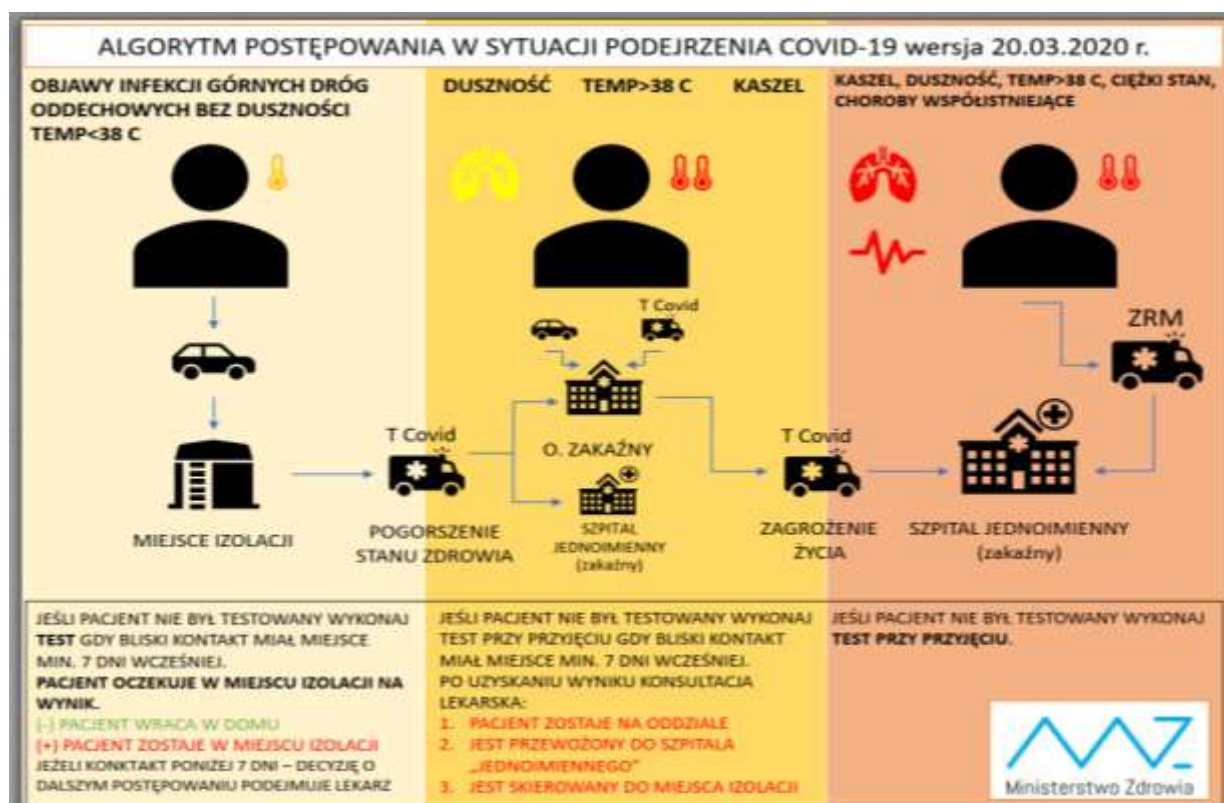 ALGORYTM POSTĘPOWANIA W SYTUACJI PODEJRZENIA COVID-19 wersja 20.03.2020 r.
OBJAWY INFEKCJI GÓRNYCH DRÓG
ODDECHOWYCH BEZ DUSZNOŚCI
TEMP<38 C
DUSZNOŚĆ TEMP>38 C KASZEL
KASZEL, DUSZNOŚĆ, TEMP>38 C, CIĘŻKI STAN,
CHOROBY WSPÓŁISTNIEJĄCE
T Covid
ZRM
T Covid
O. ZAKAŹNY
T Covid
MIEJSCE IZOLACJI
POGORSZENIE
STANU ZDROWIA
SZPITAL
JEDNOIMIENNY
(zakaźny)
ZAGROŻENIE
ŻYCIA
SZPITAL JEDNOIMIENNY
(zakaźny)
JEŚLI PACJENT NIE BYŁ TESTOWANY WYKONAJ
TEST GDY BLISKI KONTAKT MIAŁ MIEJSCE
MIN. 7 DNI WCZEŚNIEJ.
PACJENT OCZEKUJE W MIEJSCU IZOLACJI NA
WYNIK.
(-) PACJENT WRACA W DOMU
(+) PACJENT ZOSTAJE W MIEJSCU IZOLACJI
JEŻELI KONKTAKT PONIŻEJ 7 DNI – DECYZJĘ O
DALSZYM POSTĘPOWANIU PODEJMUJE LEKARZ
JEŚLI PACJENT NIE BYŁ TESTOWANY WYKONAJ
TEST PRZY PRZYJĘCIU GDY BLISKI KONTAKT
MIAŁ MIEJSCE MIN. 7 DNI WCZEŚNIEJ.
PO UZYSKANIU WYNIKU KONSULTACJA
LEKARSKA:
1. PACJENT ZOSTAJE NA ODDZIALE
2. JEST PRZEWOŻONY DO SZPITALA
„JEDNOIMIENNEGO”
3. JEST SKIEROWANY DO MIEJSCA IZOLACJI
JEŚLI PACJENT NIE BYŁ TESTOWANY WYKONAJ
TEST PRZY PRZYJĘCIU.
Ministerstwo Zdrowia